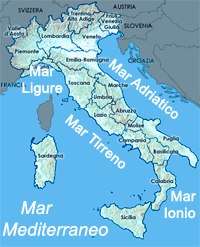 SVIZZERA
AUSTRIA
SLOVENIA
CROAZIA
Trentino
Alto Adige
Friuli
Venezia
Giulia
Valle
d'Aosta
Lombardia
Veneto
Piemonte
Emilia-Romagna
Mar
Ligure
Toscana
Marche
Umbria
Mar Adriatico
Lazio
Abruzzo
Molise
Mar Tirreno
Campania
Puglia
Basilicata
Sardegna
Calabria
Mar
Ionio
Mar
Mediterraneo
Sicilia